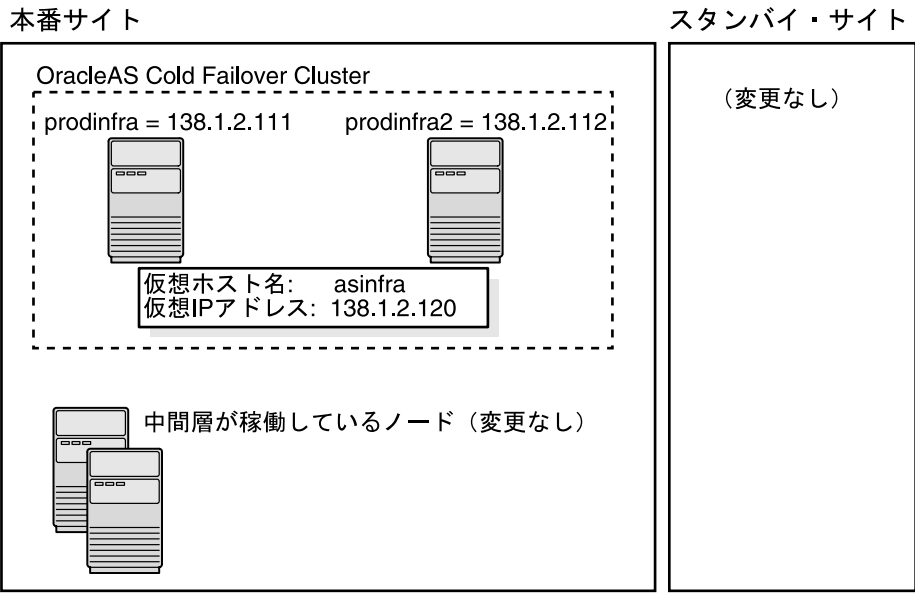 本番サイト
スタンバイ・サイト
OracleAS Cold Failover Cluster
prodinfra = 138.1.2.111
prodinfra2 = 138.1.2.112
仮想ホスト名: asinfra
仮想IPアドレス: 138.1.2.120
中間層が稼働しているノード（変更なし）
（変更なし）